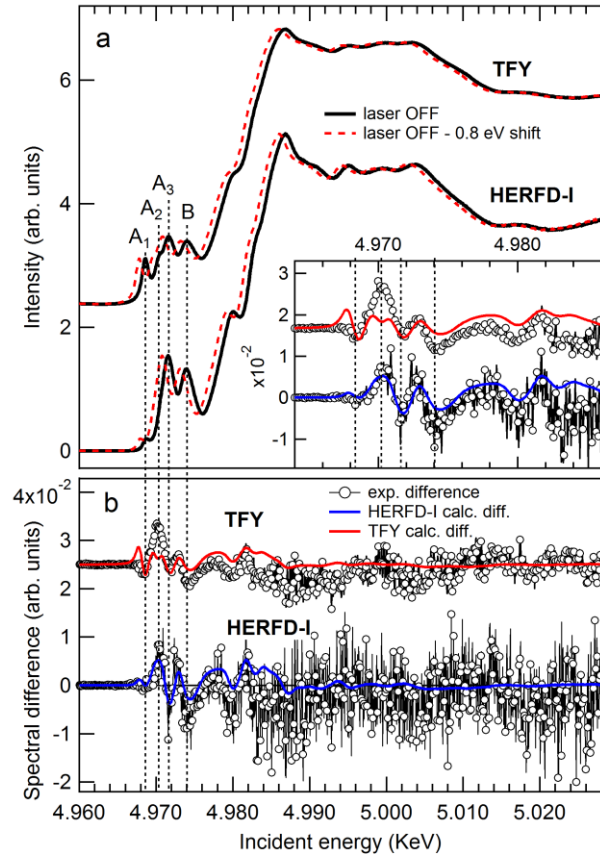 a
TFY
laser OFF
laser OFF - 0.8 eV shift
HERFD-I
A1
A2
A3
B
6
4
2
0
Intensity (arb. units)
4.970
4.980
3
2
1
0
-1
x10-2
b
exp. difference
HERFD-I calc. diff.
TFY calc. diff.
TFY
HERFD-I
4x10-2
3
2
1
0
-1
-2
Spectral difference (arb. units)
4.960
4.970
4.980
4.990
5.000
5.010
5.020
Incident energy (KeV)